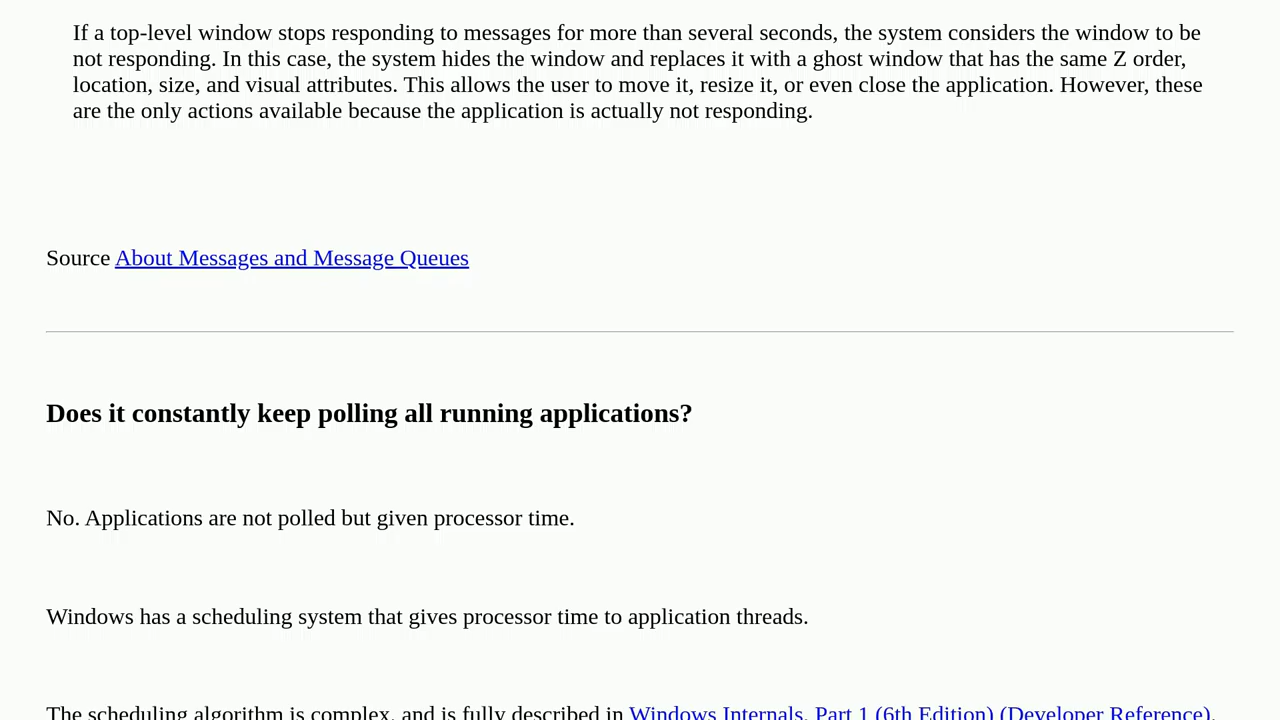 If a top-level window stops responding to messages for more than several seconds, the system considers the window to be
not responding. In this case, the system hides the window and replaces it with a ghost window that has the same Z order,
location, size, and visual attributes. This allows the user to move it, resize it, or even close the application. However, these
are the only actions available because the application is actually not responding.
Source About Messages and Message Queues
Does it constantly keep polling all running applications?
No. Applications are not polled but given processor time.
Windows has a scheduling system that gives processor time to application threads.
The scheduling algorithm is complex, and is fully described in Windows Internals, Part 1 (6th Edition) (Developer Reference).